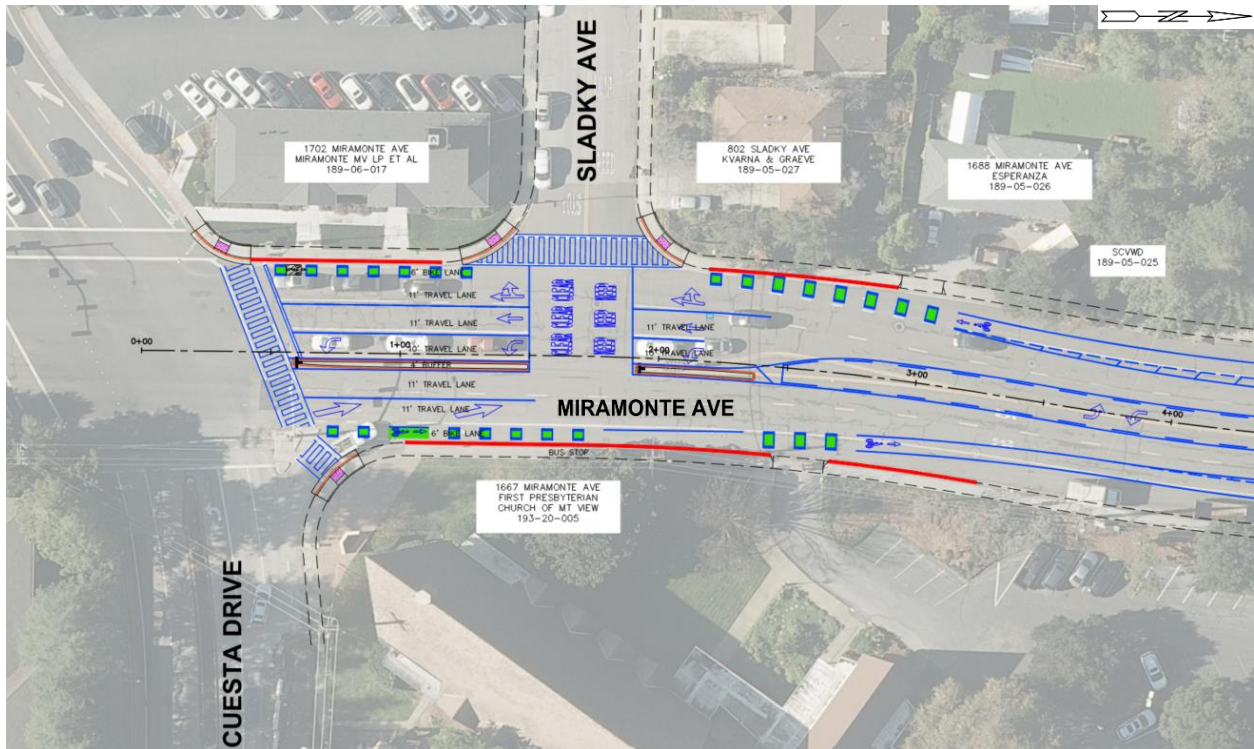 SLADKY AVE
1702 MIRAMONTE AVE
MIRAMONTE MV LP ET AL
189-06-017
802 SLADKY AVE
KVARNA & GRAEVE
189-05-027
1688 MIRAMONTE AVE
ESPERANZA
189-05-026
SCVWD
189-05-025
6' BIKE LANE
11' TRAVEL LANE
11' TRAVEL LANE
11' TRAVEL LANE
0+00
1+00
10' TRAVEL LANE
2+00
10' TRAVEL LANE
4' BUFFER
3+00
4+00
11' TRAVEL LANE
11' TRAVEL LANE
MIRAMONTE AVE
6' BIKE LANE
BUS STOP
1667 MIRAMONTE AVE
FIRST PRESBYTERIAN
CHURCH OF MT VIEW
193-20-005
CUESTA DRIVE